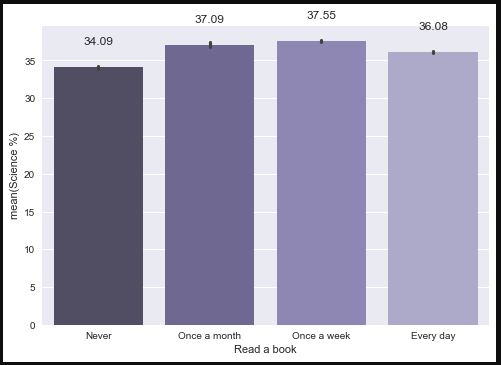 34.09
37.09
37.55
36.08
mean(Science %)
35
30
25
20
15
10
5
0
Never
Once a month
Once a week
Every day
Read a book